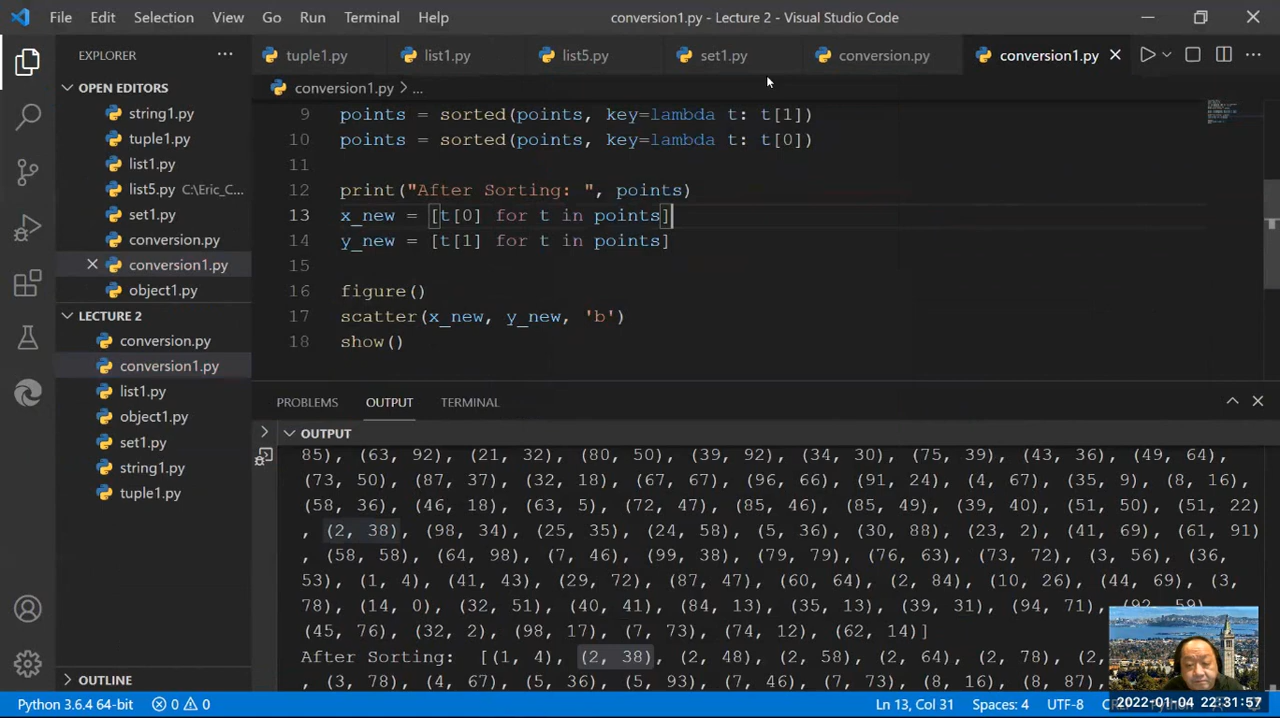 File Edit Selection View Go Run Terminal Help conversion1.py - Lecture 2 - Visual Studio Code
EXPLORER
OPEN EDITORS
string1.py
tuple1.py
list1.py
list5.py C:\Eric_C...
set1.py
conversion.py
conversion1.py
object1.py
LECTURE 2
conversion.py
conversion1.py
list1.py
object1.py
set1.py
string1.py
tuple1.py
OUTLINE
tuple1.py list1.py list5.py set1.py conversion.py conversion1.py
conversion1.py > ...
9 points = sorted(points, key=lambda t: t[1])
10 points = sorted(points, key=lambda t: t[0])
11
12 print("After Sorting: ", points)
13 x_new = [t[0] for t in points]
14 y_new = [t[1] for t in points]
15
16 figure()
17 scatter(x_new, y_new, 'b')
18 show()
PROBLEMS OUTPUT TERMINAL
OUTPUT
85), (63, 92), (21, 32), (80, 50), (39, 92), (34, 30), (75, 39), (43, 36), (49, 64),
(73, 50), (87, 37), (32, 18), (67, 67), (96, 66), (91, 24), (4, 67), (35, 9), (8, 16),
(58, 36), (46, 18), (63, 5), (72, 47), (85, 46), (85, 49), (39, 40), (51, 50), (51, 22)
, (2, 38), (98, 34), (25, 35), (24, 58), (5, 36), (30, 88), (23, 2), (41, 69), (61, 91)
, (58, 58), (64, 98), (7, 46), (99, 38), (79, 79), (76, 63), (73, 72), (3, 56), (36,
53), (1, 4), (41, 43), (29, 72), (87, 47), (60, 64), (2, 84), (10, 26), (44, 69), (3,
78), (14, 0), (32, 51), (40, 41), (84, 13), (35, 13), (39, 31), (94, 71), (92, 59)
(45, 76), (32, 2), (98, 17), (7, 73), (74, 12), (62, 14)]
After Sorting: [(1, 4), (2, 38), (2, 48), (2, 58), (2, 64), (2, 78), (2,
, (3, 78), (4, 67), (5, 36), (5, 93), (7, 46), (7, 73), (8, 16), (8, 87),
Python 3.6.4 64-bit 0 0 Ln 13, Col 31 Spaces: 4 UTF-8
2022-01-04 22:31:57